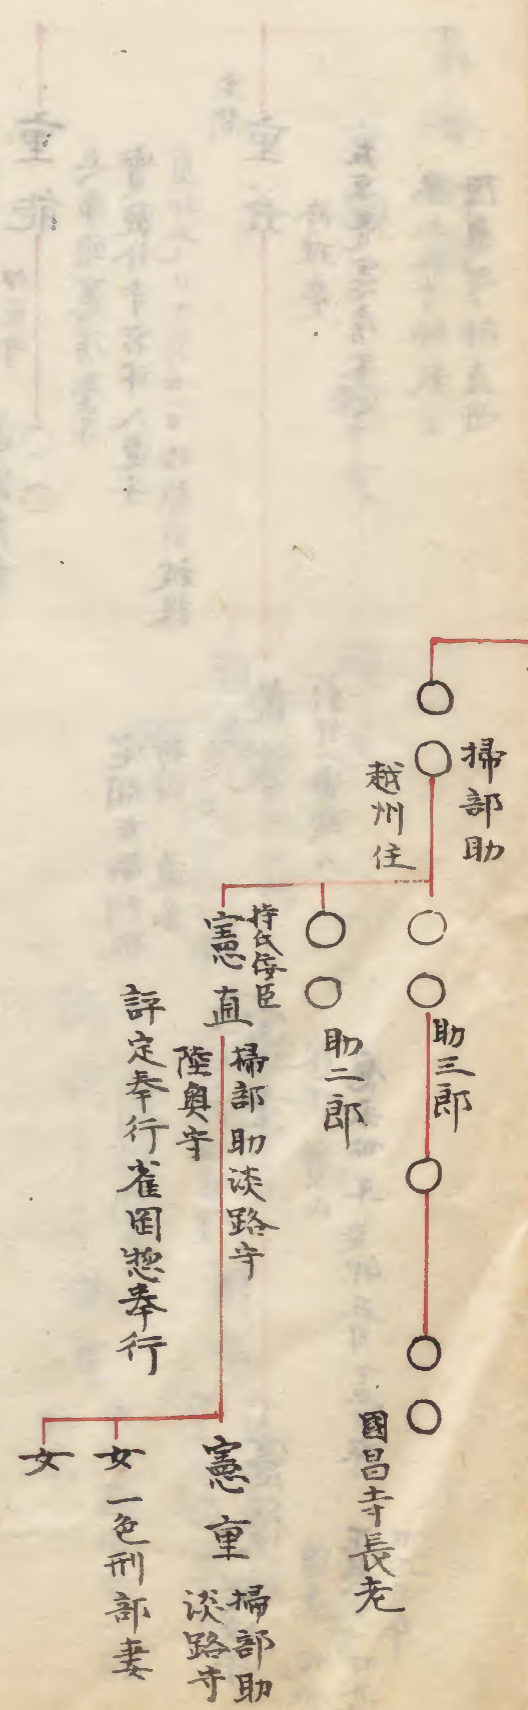 ○○
掃部助
越州住
○○
助三郎
○
○○
國昌寺長老
○○
助二郎
憲直
持氏侫臣
掃部助淡路守
陸奥守
評定奉行雀岡惣奉行
憲重
掃部助
淡路守
女
一色刑部妻
女